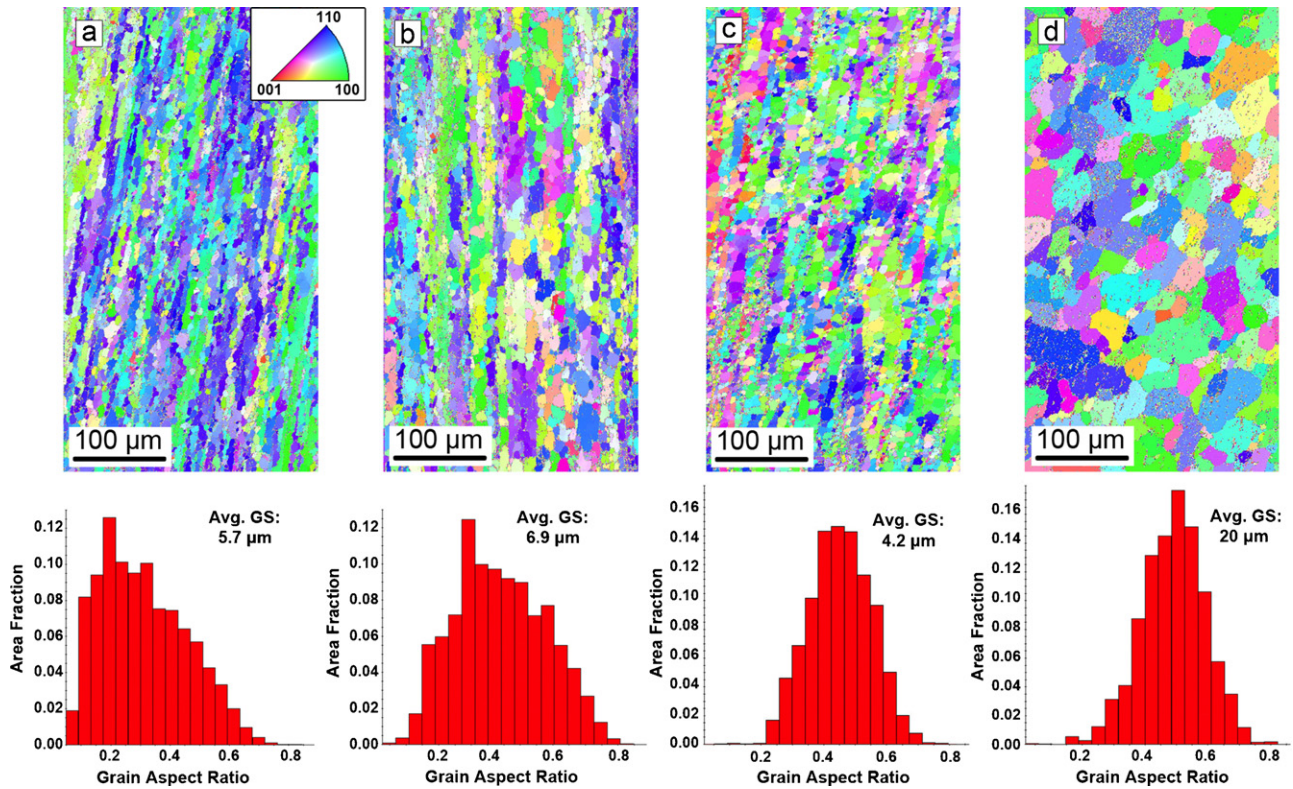 a
110
001
100
b
c
d
100 µm
100 µm
100 µm
100 µm
Avg. GS:
5.7 µm
0.12
0.10
0.08
0.06
0.04
0.02
0.00
Area Fraction
0.2
0.4
0.6
0.8
Grain Aspect Ratio
Avg. GS:
6.9 µm
0.12
0.10
0.08
0.06
0.04
0.02
0.00
Area Fraction
0.2
0.4
0.6
0.8
Grain Aspect Ratio
Avg. GS:
4.2 µm
0.16
0.14
0.12
0.10
0.08
0.06
0.04
0.02
0.00
Area Fraction
0.2
0.4
0.6
0.8
Grain Aspect Ratio
Avg. GS:
20 µm
0.16
0.14
0.12
0.10
0.08
0.06
0.04
0.02
0.00
Area Fraction
0.2
0.4
0.6
0.8
Grain Aspect Ratio